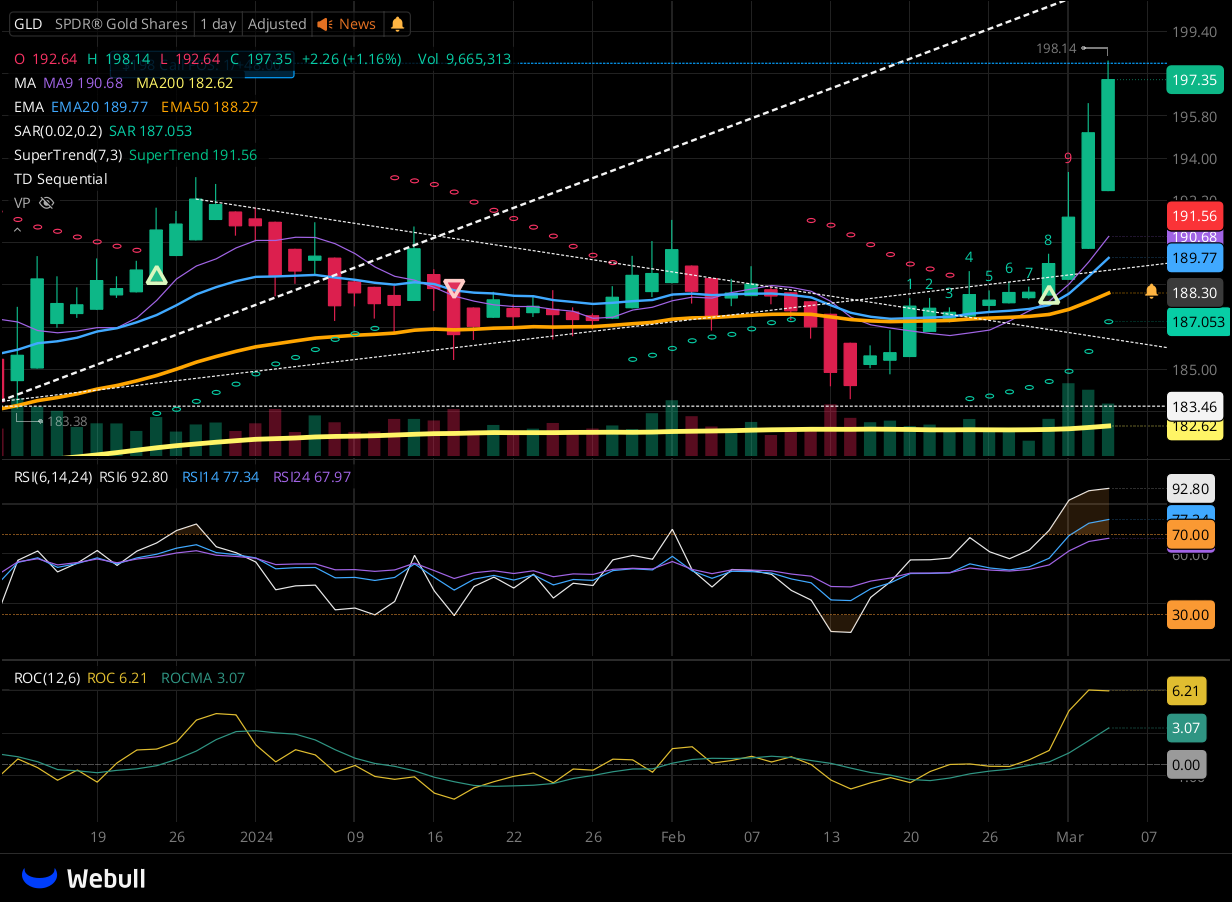 GLD SPDR® Gold Shares 1 day Adjusted News
O 192.64 H 198.14 L 192.64 C 197.35 +2.26 (+1.16%) Vol 9,665,313
MA MA9 190.68 MA200 182.62
EMA EMA20 189.77 EMA50 188.27
SAR(0.02,0.2) SAR 187.053
SuperTrend(7,3) SuperTrend 191.56
TD Sequential
VP
198.14
199.40
197.35
195.80
194.00
191.56
190.68
189.77
188.30
187.053
185.00
183.46
182.62
183.38
1 2 3 4 5 6 7 8 9
RSI(6,14,24) RSI6 92.80 RSI14 77.34 RSI24 67.97
92.80
70.00
30.00
ROC(12,6) ROC 6.21 ROCMA 3.07
6.21
3.07
0.00
19 26 2024 09 16 22 26 Feb 07 13 20 26 Mar 07
Webull